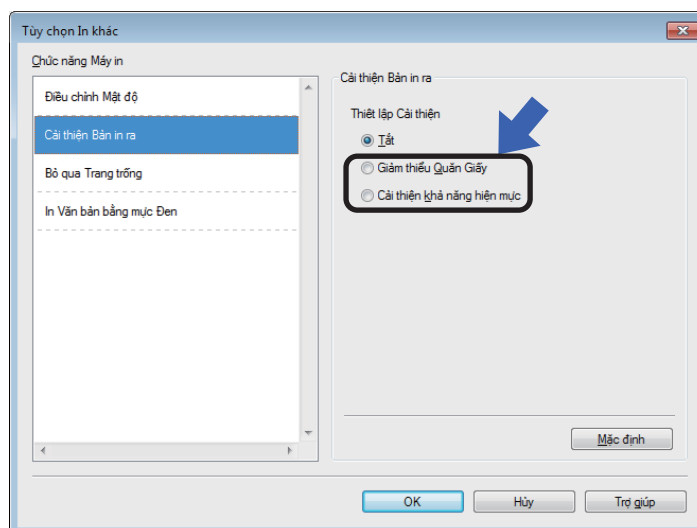 Tùy chọn In khác
Chức năng Máy in
Điều chỉnh Mật độ
Cải thiện Bản in ra
Bỏ qua Trang trống
In Văn bản bằng mực Đen
Cải thiện Bản in ra
Thiết lập Cải thiện
Tắt
Giảm thiểu Quăn Giấy
Cải thiện khả năng hiện mực
Mặc định
OK
Hủy
Trợ giúp